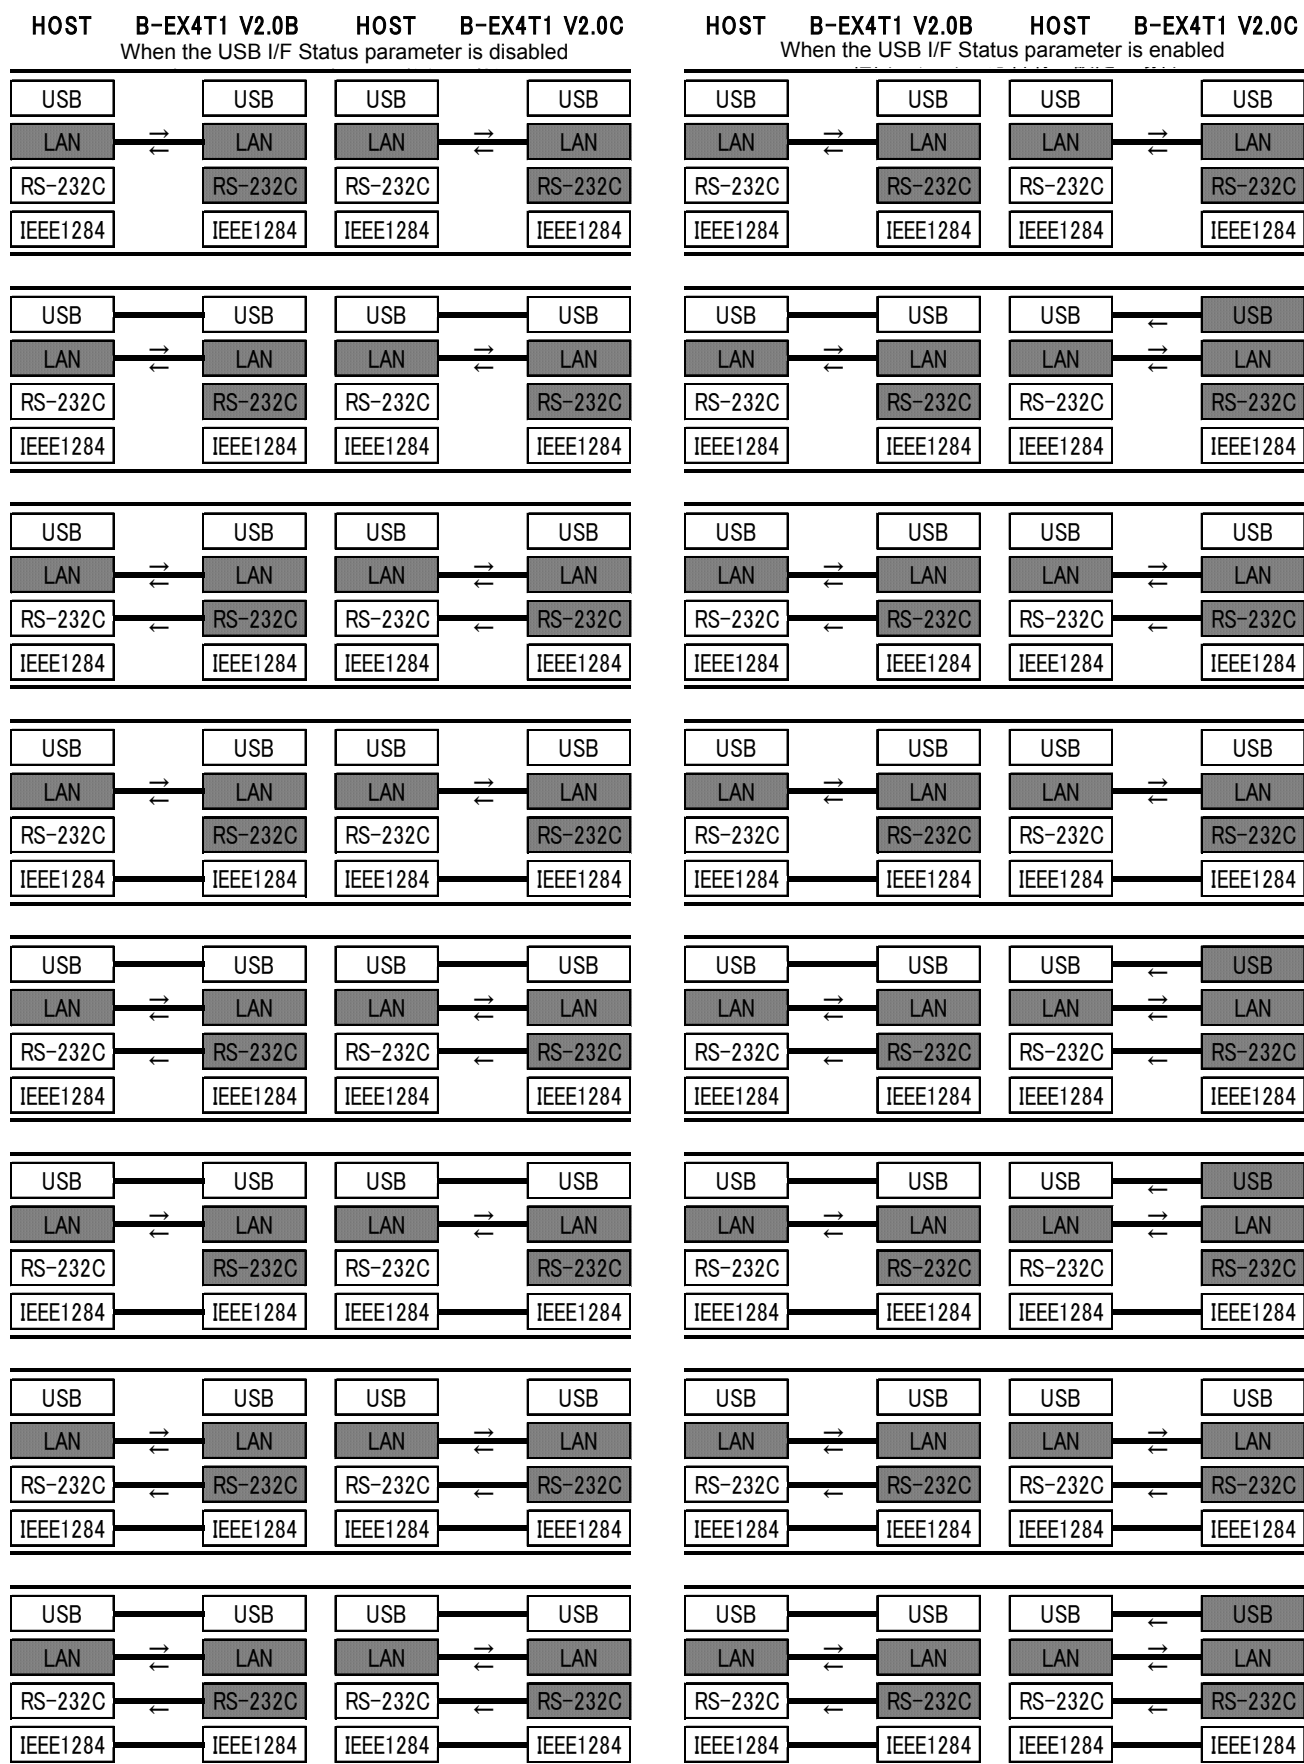 HOST B-EX4T1 V2.0B HOST B-EX4T1 V2.0C HOST B-EX4T1 V2.0B HOST B-EX4T1 V2.0C
When the USB I/F Status parameter is disabled When the USB I/F Status parameter is enabled
USB USB USB USB USB USB USB USB
LAN → ← LAN LAN → ← LAN LAN → ← LAN LAN → ← LAN
RS-232C RS-232C RS-232C RS-232C RS-232C RS-232C RS-232C RS-232C
IEEE1284 IEEE1284 IEEE1284 IEEE1284 IEEE1284 IEEE1284 IEEE1284 IEEE1284
USB USB USB USB USB USB USB ← USB
LAN → ← LAN LAN → ← LAN LAN → ← LAN LAN → ← LAN
RS-232C RS-232C RS-232C RS-232C RS-232C RS-232C RS-232C RS-232C
IEEE1284 IEEE1284 IEEE1284 IEEE1284 IEEE1284 IEEE1284 IEEE1284 IEEE1284
USB USB USB USB USB USB USB USB
LAN → ← LAN LAN → ← LAN LAN → ← LAN LAN → ← LAN
RS-232C ← RS-232C RS-232C ← RS-232C RS-232C ← RS-232C RS-232C ← RS-232C
IEEE1284 IEEE1284 IEEE1284 IEEE1284 IEEE1284 IEEE1284 IEEE1284 IEEE1284
USB USB USB USB USB USB USB USB
LAN → ← LAN LAN → ← LAN LAN → ← LAN LAN → ← LAN
RS-232C RS-232C RS-232C RS-232C RS-232C RS-232C RS-232C RS-232C
IEEE1284 IEEE1284 IEEE1284 IEEE1284 IEEE1284 IEEE1284 IEEE1284 IEEE1284
USB USB USB USB USB USB USB ← USB
LAN → ← LAN LAN → ← LAN LAN → ← LAN LAN → ← LAN
RS-232C ← RS-232C RS-232C ← RS-232C RS-232C ← RS-232C RS-232C ← RS-232C
IEEE1284 IEEE1284 IEEE1284 IEEE1284 IEEE1284 IEEE1284 IEEE1284 IEEE1284
USB USB USB USB USB USB USB ← USB
LAN → ← LAN LAN → ← LAN LAN → ← LAN LAN → ← LAN
RS-232C RS-232C RS-232C RS-232C RS-232C RS-232C RS-232C RS-232C
IEEE1284 IEEE1284 IEEE1284 IEEE1284 IEEE1284 IEEE1284 IEEE1284 IEEE1284
USB USB USB USB USB USB USB USB
LAN → ← LAN LAN → ← LAN LAN → ← LAN LAN → ← LAN
RS-232C ← RS-232C RS-232C ← RS-232C RS-232C ← RS-232C RS-232C ← RS-232C
IEEE1284 IEEE1284 IEEE1284 IEEE1284 IEEE1284 IEEE1284 IEEE1284 IEEE1284
USB USB USB USB USB USB USB ← USB
LAN → ← LAN LAN → ← LAN LAN → ← LAN LAN → ← LAN
RS-232C ← RS-232C RS-232C ← RS-232C RS-232C ← RS-232C RS-232C ← RS-232C
IEEE1284 IEEE1284 IEEE1284 IEEE1284 IEEE1284 IEEE1284 IEEE1284 IEEE1284